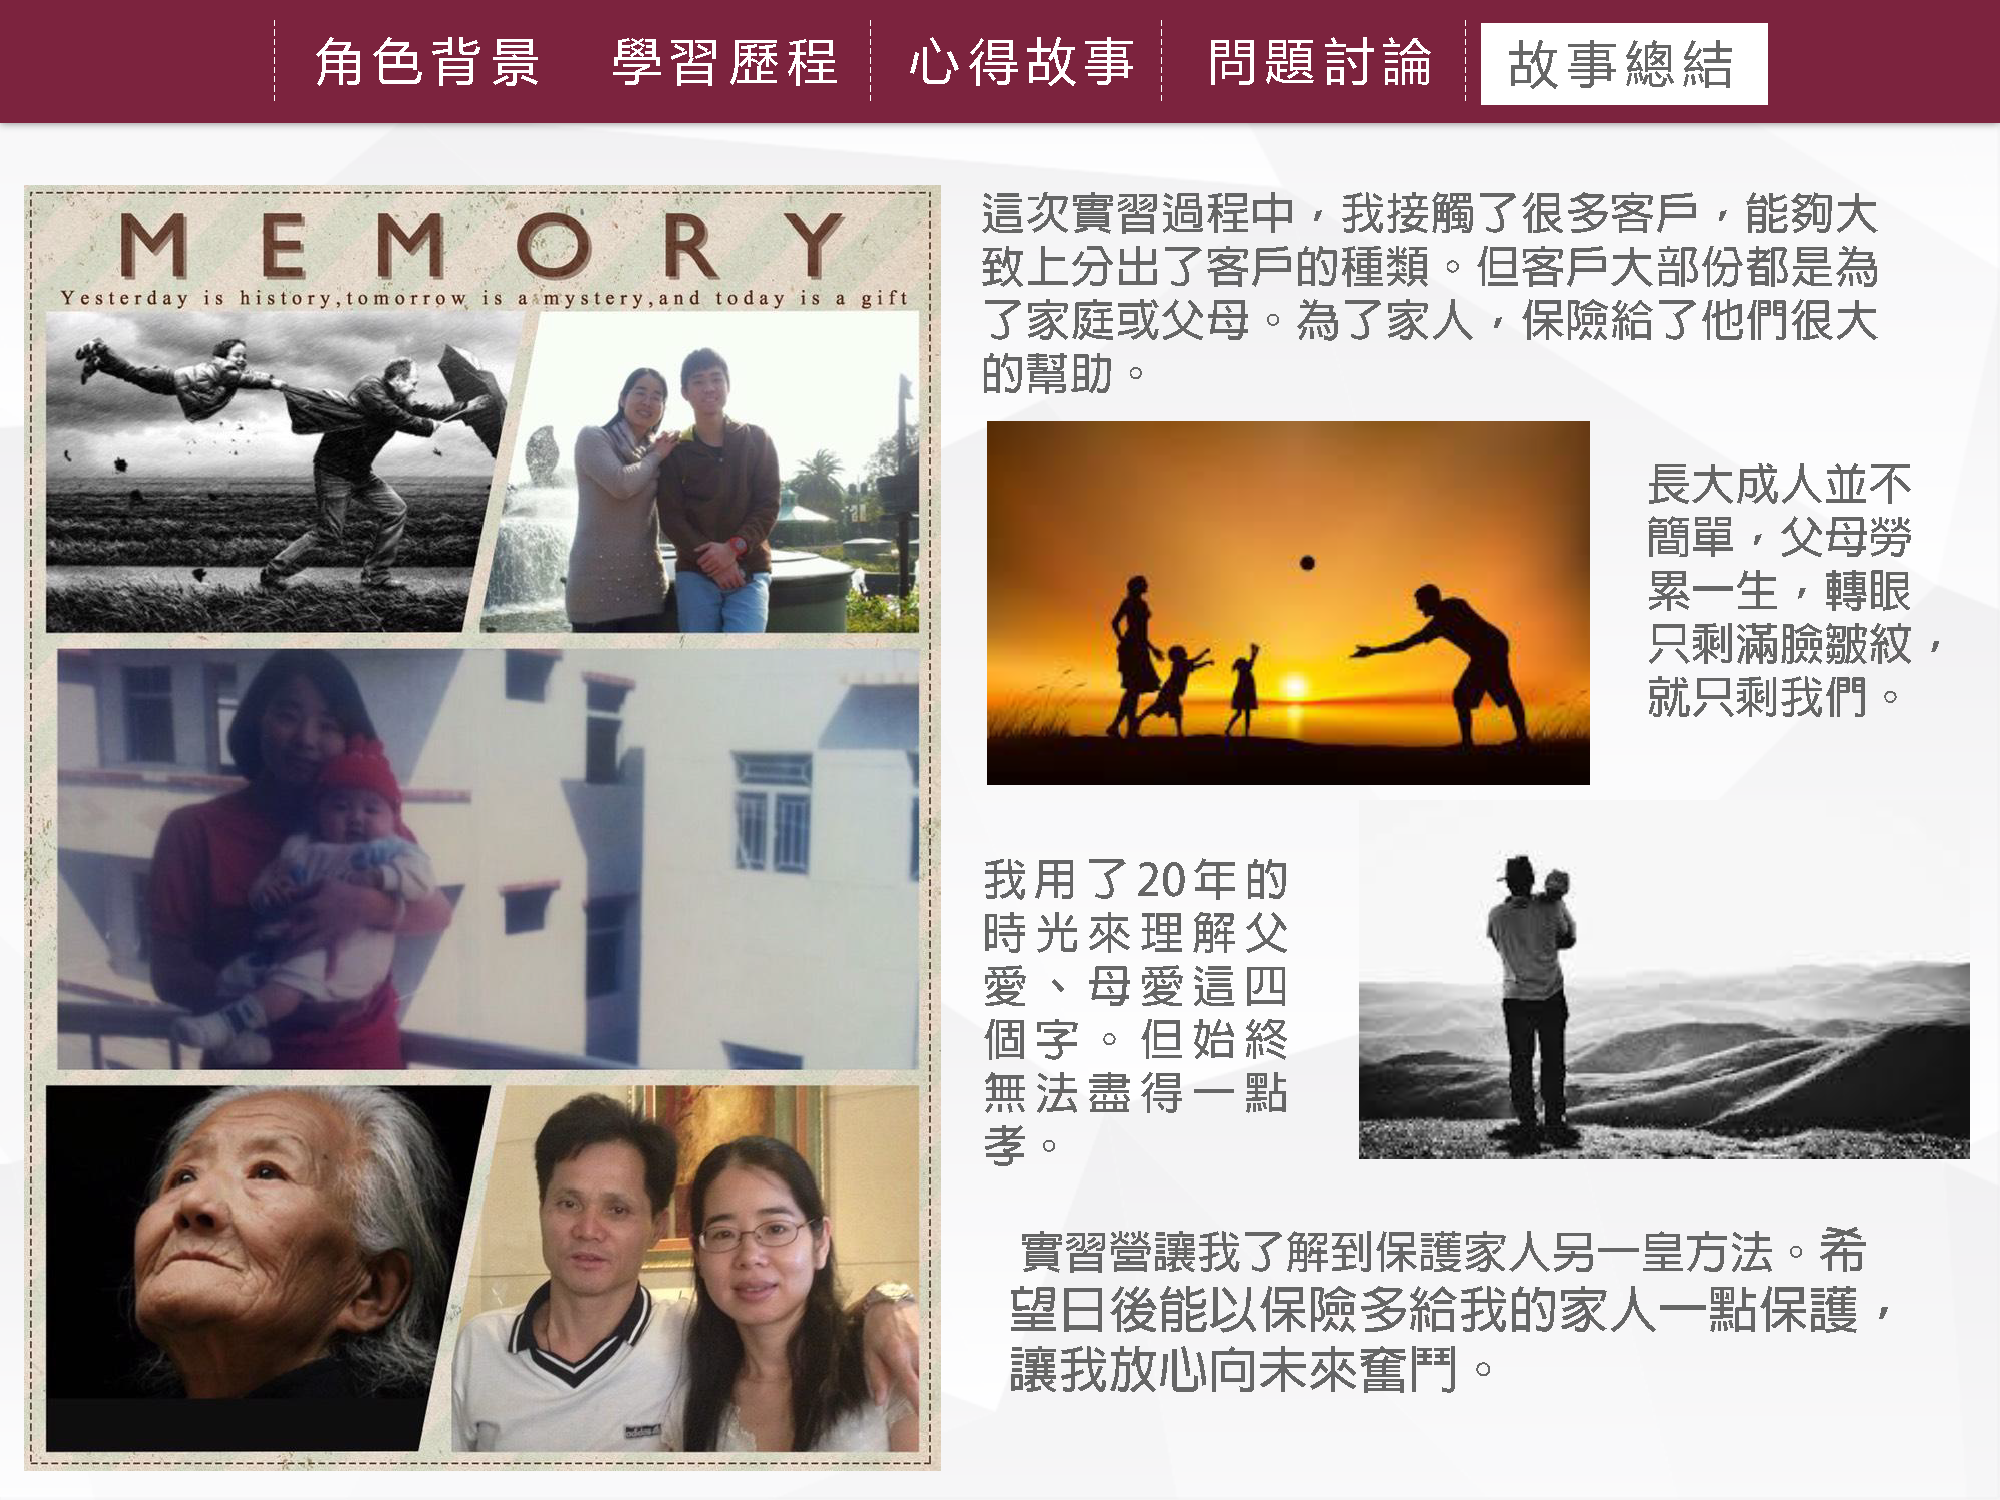 角色背景 學習歷程 心得故事 問題討論 故事總結
MEMORY
Yesterday is history,tomorrow is a mystery,and today is a gift
這次實習過程中，我接觸了很多客戶，能夠大
致上分出了客戶的種類。但客戶大部份都是為
了家庭或父母。為了家人，保險給了他們很大
的幫助。
長大成人並不
簡單，父母勞
累一生，轉眼
只剩滿臉皺紋，
就只剩我們。
我用了20年的
時光來理解父
愛、母愛這四
個字。但始終
無法盡得一點
孝。
實習營讓我了解到保護家人另一皇方法。希
望日後能以保險多給我的家人一點保護，
讓我放心向未來奮鬥。
adidas